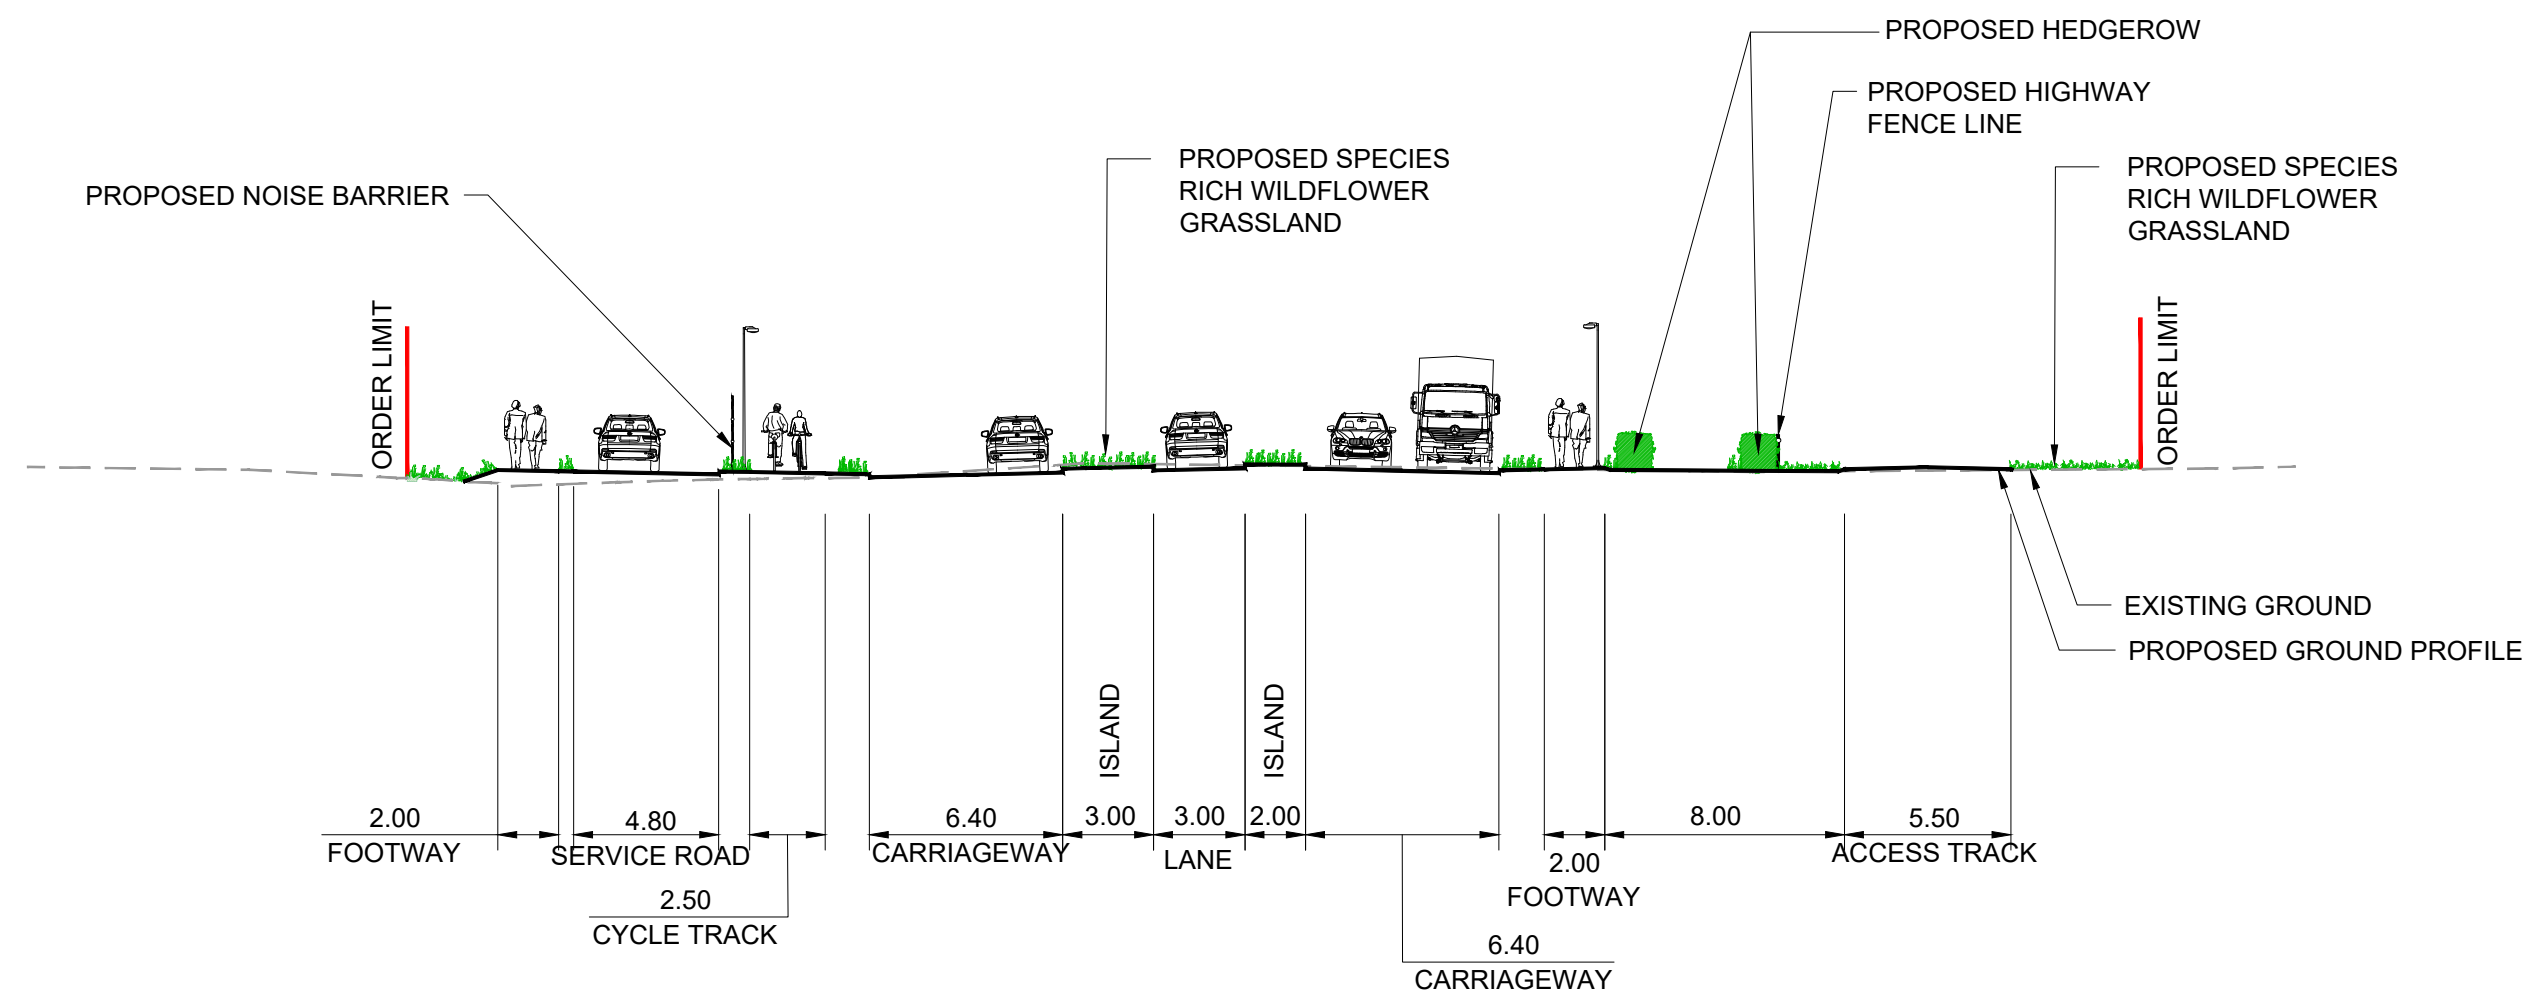 PROPOSED HEDGEROW
PROPOSED HIGHWAY
FENCE LINE
PROPOSED SPECIES
RICH WILDFLOWER
GRASSLAND
PROPOSED SPECIES
RICH WILDFLOWER
GRASSLAND
PROPOSED NOISE BARRIER
ORDER LIMIT
ORDER LIMIT
EXISTING GROUND
PROPOSED GROUND PROFILE
ISLAND
ISLAND
2.00
FOOTWAY
4.80
SERVICE ROAD
2.50
CYCLE TRACK
6.40
CARRIAGEWAY
3.00
3.00
LANE
2.00
6.40
CARRIAGEWAY
2.00
FOOTWAY
8.00
5.50
ACCESS TRACK